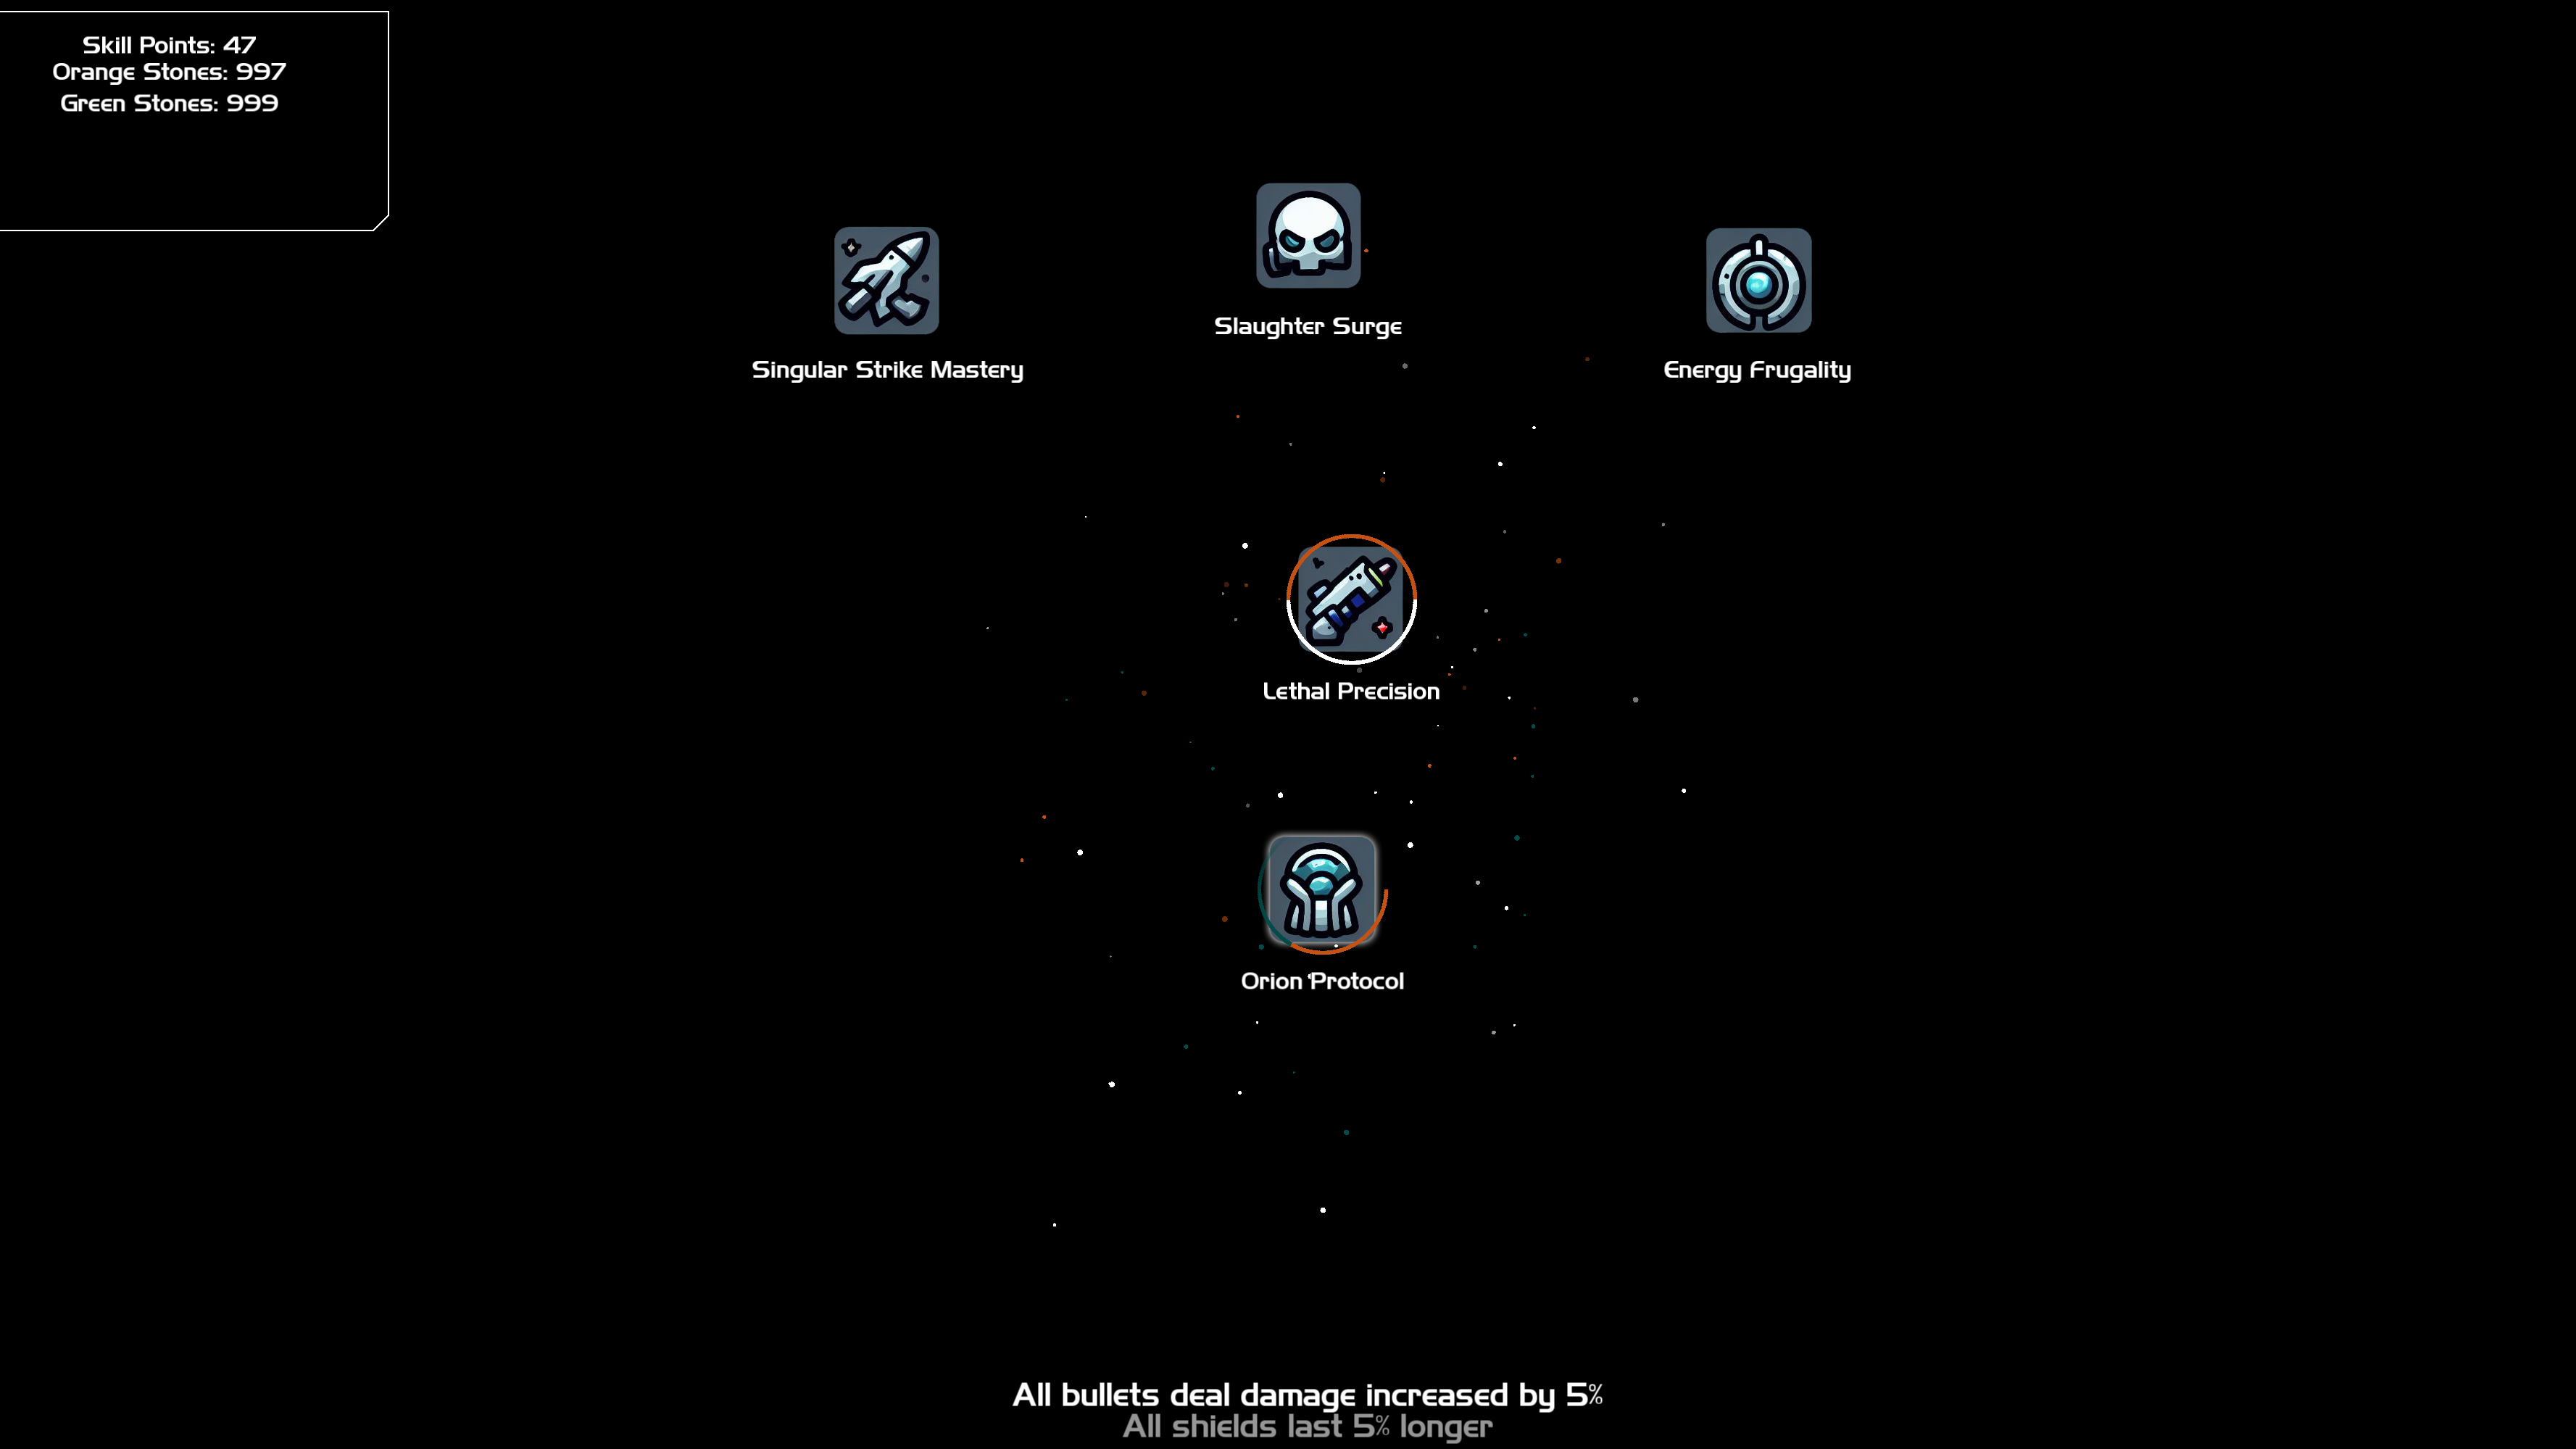 Skill Points: 47
Orange Stones: 997
Green Stones: 999
Slaughter Surge
Singular Strike Mastery
Energy Frugality
Lethal Precision
Orion Protocol
All bullets deal damage increased by 5%
All shields last 5% longer